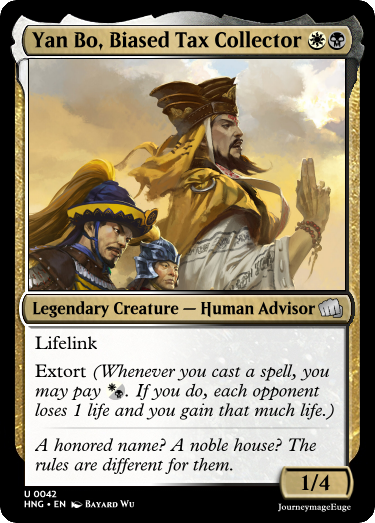 Yan Bo, Biased Tax Collector
Legendary Creature — Human Advisor
Lifelink
Extort (Whenever you cast a spell, you
may pay . If you do, each opponent
loses 1 life and you gain that much life.)
A honored name? A noble house? The
rules are different for them.
1/4
U 0042
HNG • EN Bayard Wu
JourneymageEuge